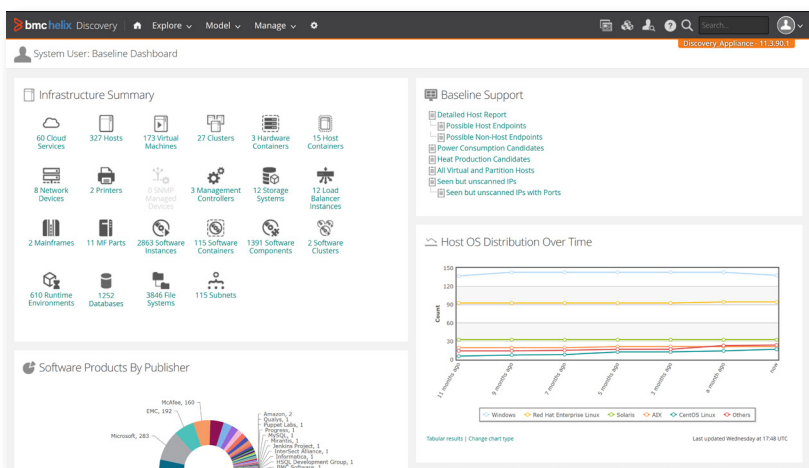 bmchelix Discovery Explore Model Manage Search...
Discovery_Appliance - 11.3.90.1
System User: Baseline Dashboard
Infrastructure Summary
60 Cloud Services
327 Hosts
173 Virtual Machines
27 Clusters
3 Hardware Containers
15 Host Containers
8 Network Devices
2 Printers
0 SNMP Managed Devices
3 Management Controllers
12 Storage Systems
12 Load Balancer Instances
2 Mainframes
11 MF Parts
2863 Software Instances
115 Software Containers
1391 Software Components
2 Software Clusters
610 Runtime Environments
1252 Databases
3846 File Systems
115 Subnets
Software Products By Publisher
McAfee, 160
EMC, 192
Microsoft, 283
Amazon, 2
Qualys, 1
Puppet Labs, 1
Progress, 1
MySQL, 1
Mirantis, 1
Jenkins Project, 1
InterSect Alliance, 1
Informatica, 1
HSQL Development Group, 1
BMC Software, 1
Baseline Support
Detailed Host Report
Possible Host Endpoints
Possible Non-Host Endpoints
Power Consumption Candidates
Heat Production Candidates
All Virtual and Partition Hosts
Seen but unscanned IPs
Seen but unscanned IPs with Ports
Host OS Distribution Over Time
Count
150
120
90
60
30
0
11 months ago
9 months ago
7 months ago
5 months ago
3 months ago
a month ago
now
Windows Red Hat Enterprise Linux Solaris AIX CentOS Linux Others
Tabular results | Change chart type
Last updated Wednesday at 17:48 UTC